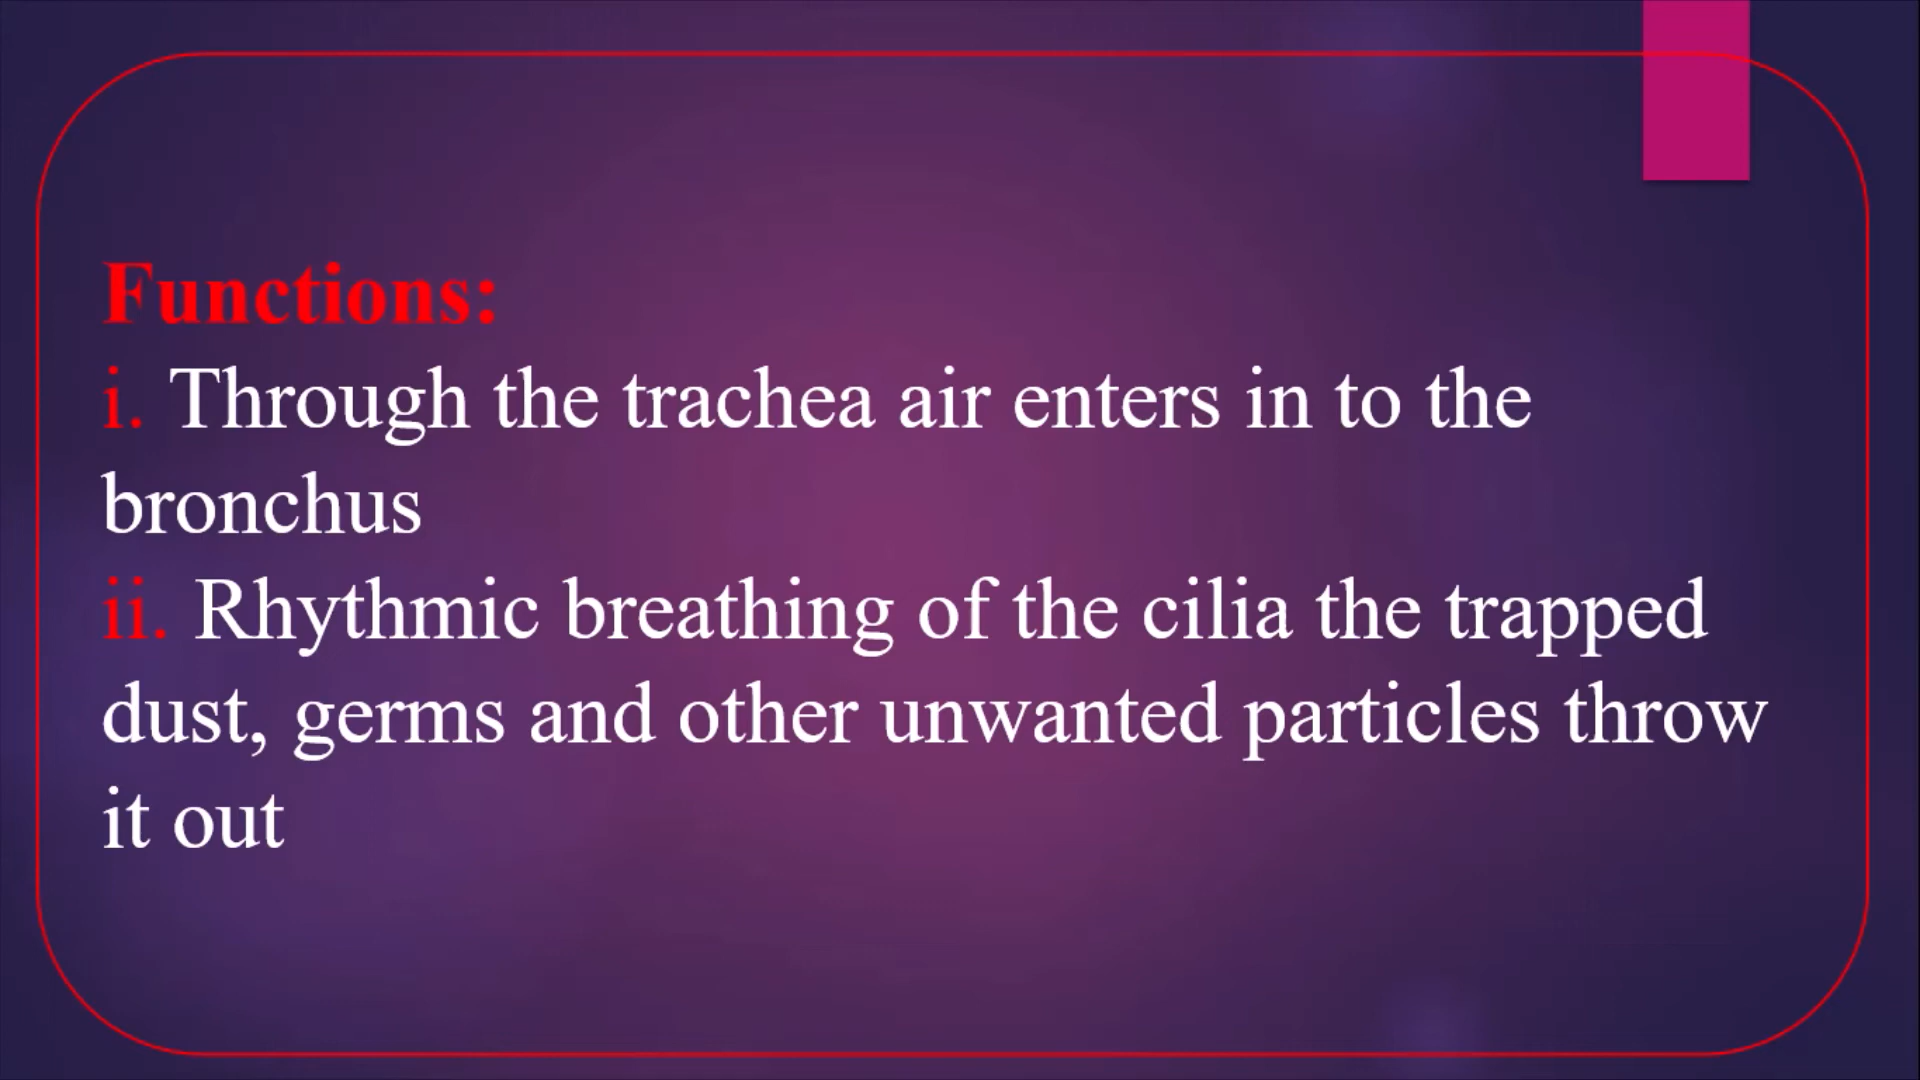 Functions:
i. Through the trachea air enters in to the
bronchus
ii. Rhythmic breathing of the cilia the trapped
dust, germs and other unwanted particles throw
it out